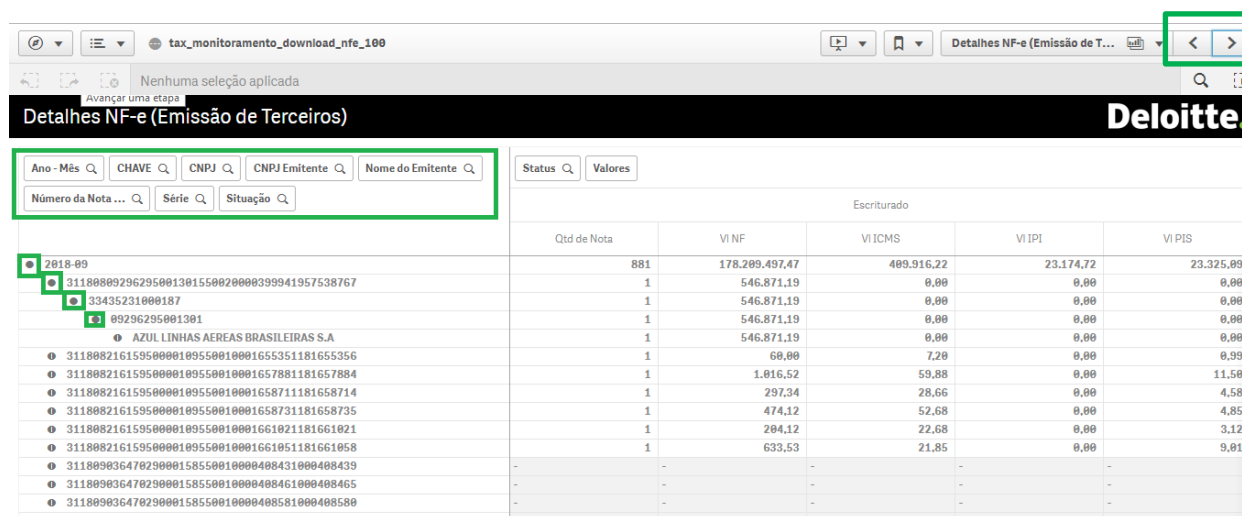 tax_monitoramento_download_nfe_100 Detalhes NF-e (Emissão de T...
Nenhuma seleção aplicada
Avançar uma etapa
Detalhes NF-e (Emissão de Terceiros) Deloitte.
Ano - Mês CHAVE CNPJ CNPJ Emitente Nome do Emitente Status Valores
Número da Nota ... Série Situação
Escriturado
Qtd de Nota Vl NF Vl ICMS Vl IPI Vl PIS
2018-09 881 178.209.497,47 409.916,22 23.174,72 23.325,09
31180809296295001301550020000399941957538767 1 546.871,19 0,00 0,00 0,00
33435231000187 1 546.871,19 0,00 0,00 0,00
09296295001301 1 546.871,19 0,00 0,00 0,00
AZUL LINHAS AEREAS BRASILEIRAS S.A 1 546.871,19 0,00 0,00 0,00
31180821615950000109550010001655351181655356 1 60,00 7,20 0,00 0,99
31180821615950000109550010001657881181657884 1 1.016,52 59,88 0,00 11,50
31180821615950000109550010001658711181658714 1 297,34 28,66 0,00 4,58
31180821615950000109550010001658731181658735 1 474,12 52,68 0,00 4,85
31180821615950000109550010001661021181661021 1 204,12 22,68 0,00 3,12
31180821615950000109550010001661051181661058 1 633,53 21,85 0,00 9,01
31180903647029000158550010000408431000408439 - - - - -
31180903647029000158550010000408461000408465 - - - - -
31180903647029000158550010000408581000408580 - - - - -